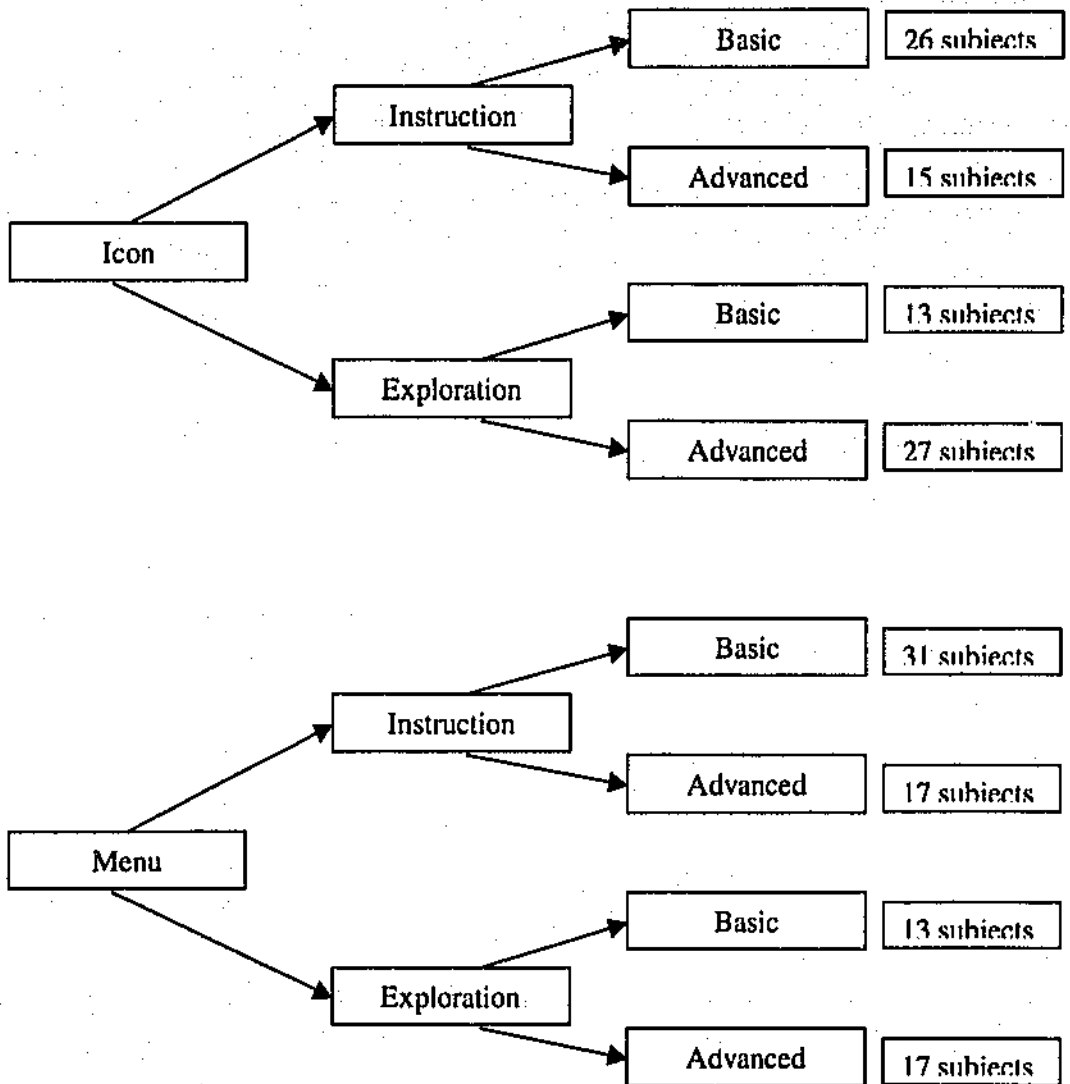 Basic 26 subjects
Instruction
Advanced 15 subjects
Icon
Basic 13 subjects
Exploration
Advanced 27 subjects
Basic 31 subjects
Instruction
Advanced 17 subjects
Menu
Basic 13 subjects
Exploration
Advanced 17 subjects